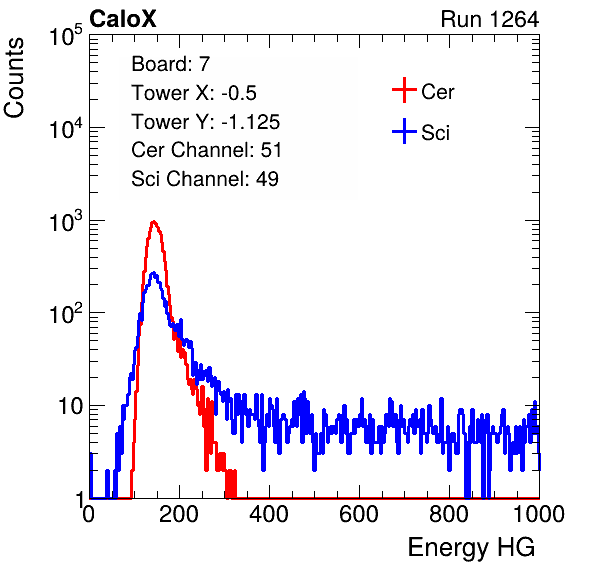 CaloX Run 1264
Board: 7
Tower X: -0.5
Tower Y: -1.125
Cer Channel: 51
Sci Channel: 49
Cer
Sci
Counts
10^5
10^4
10^3
10^2
10
1
0 200 400 600 800 1000
Energy HG